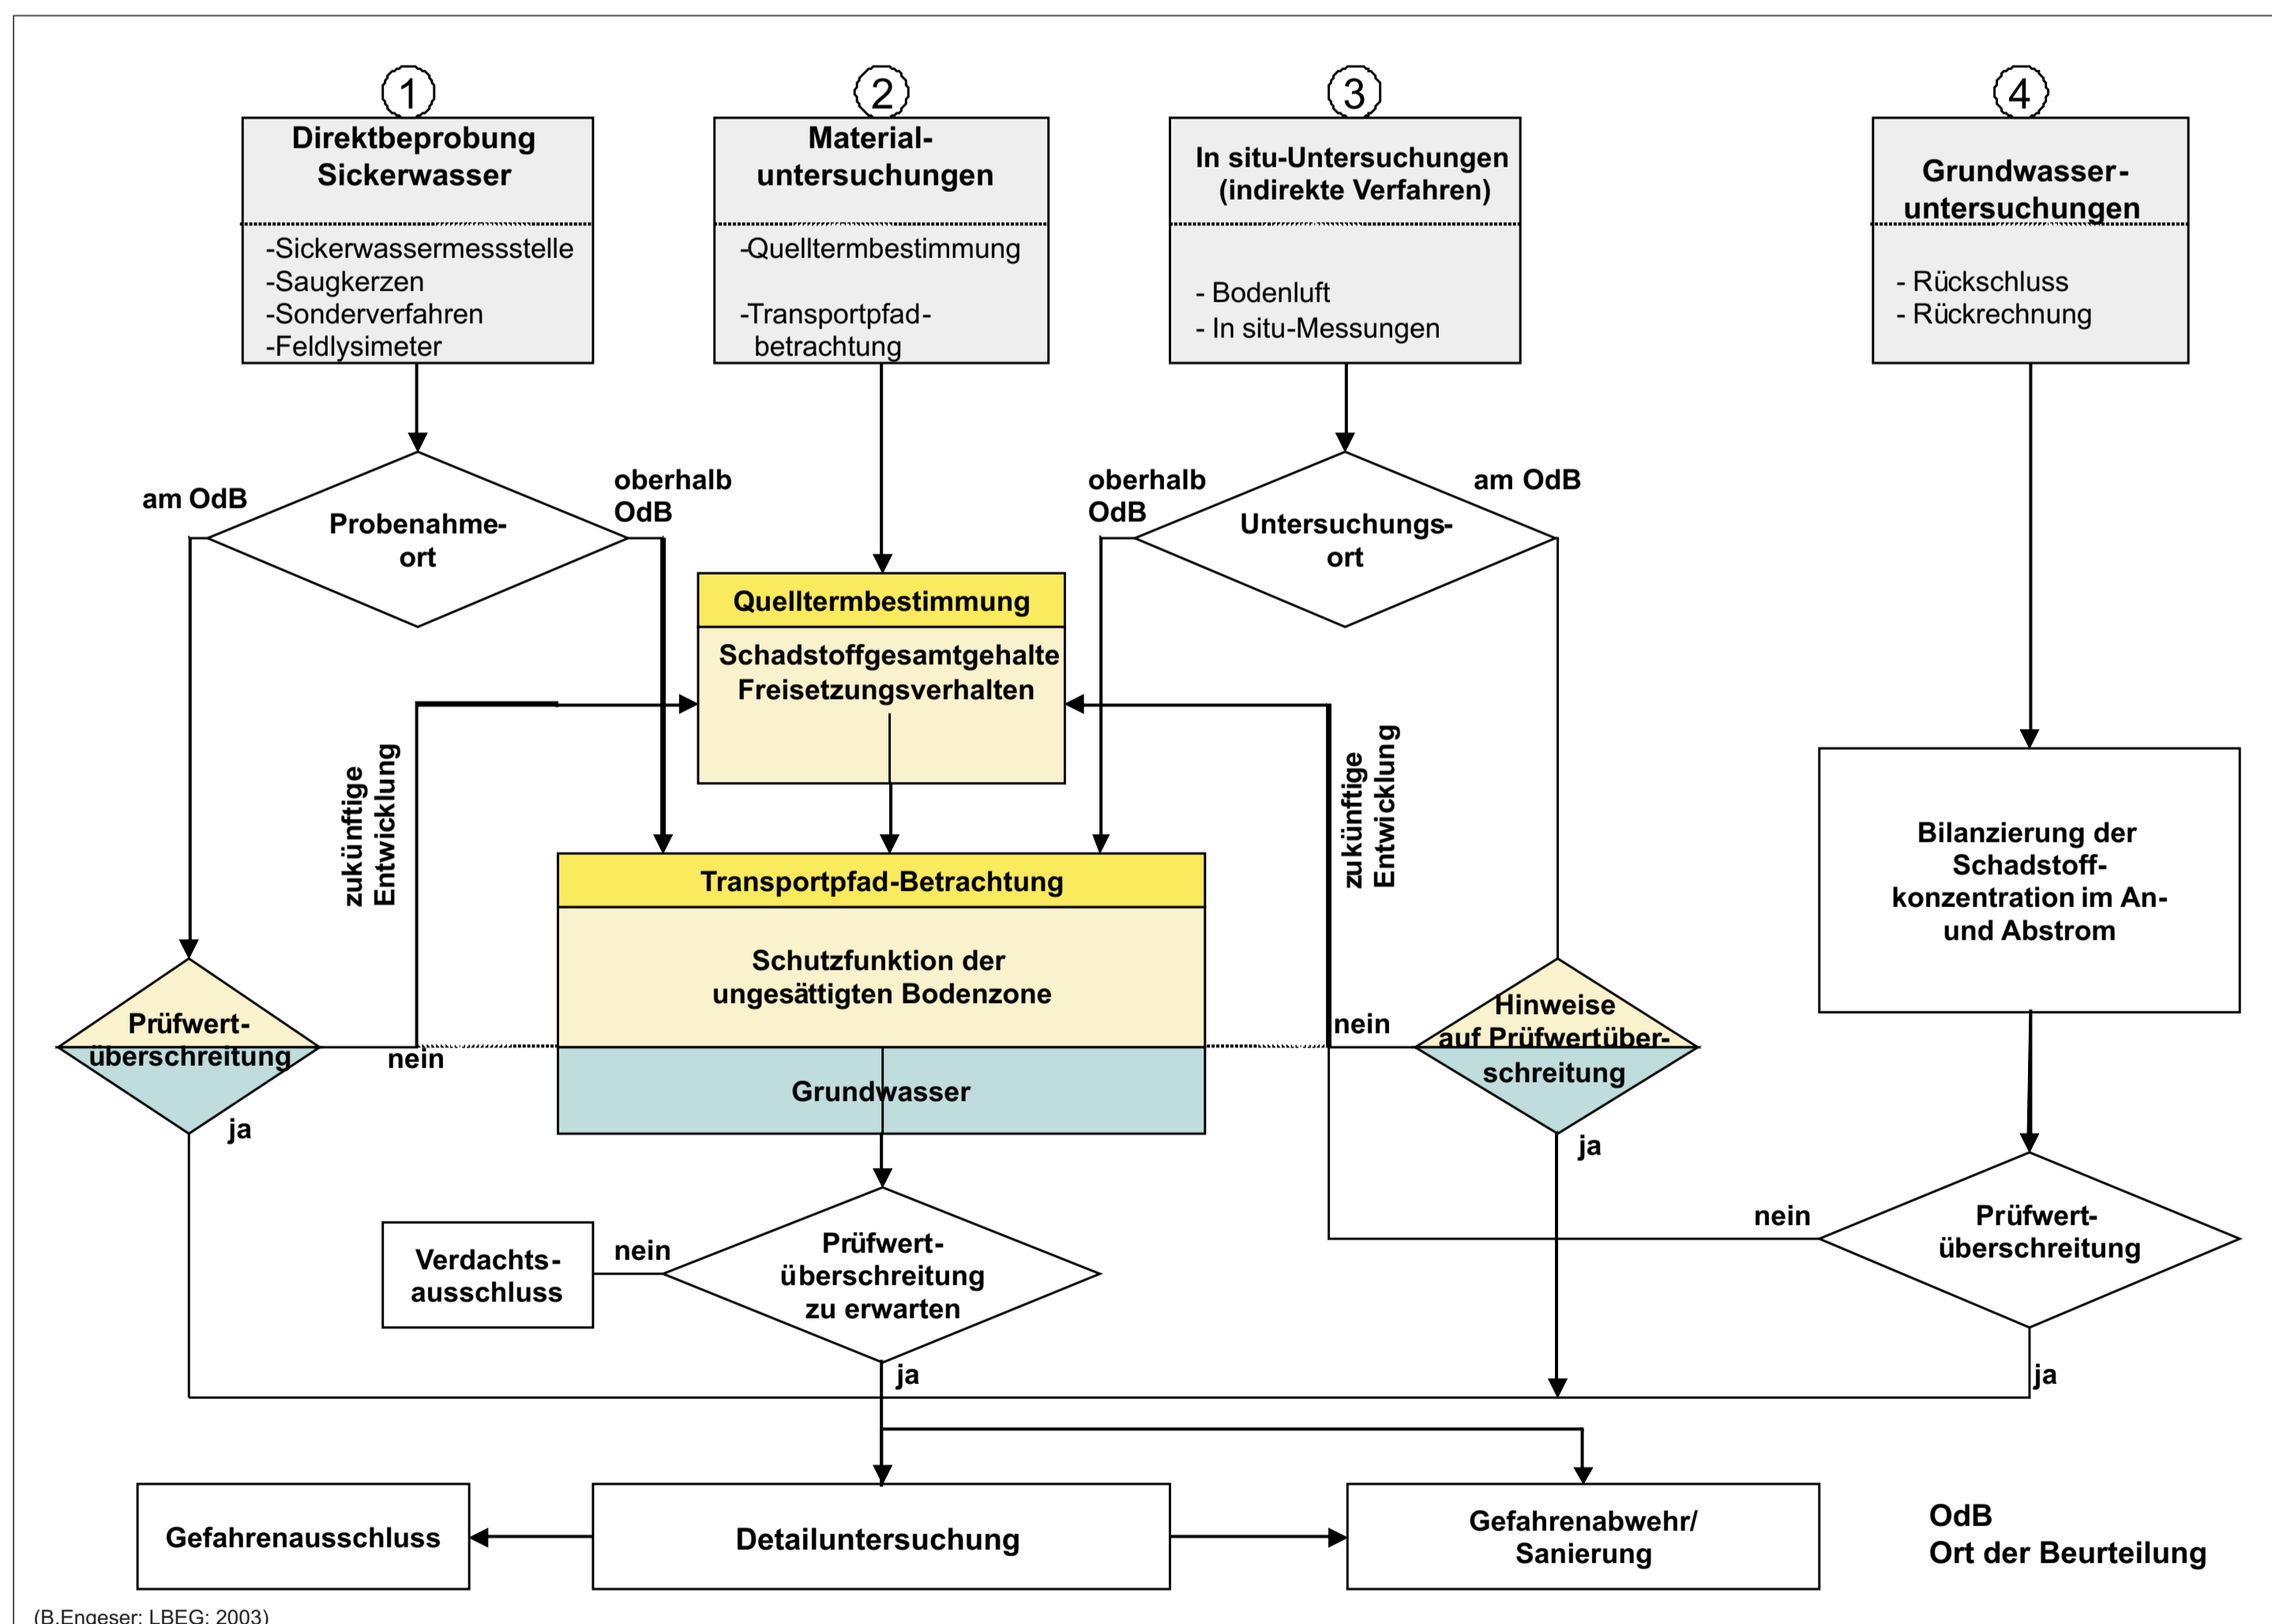 1
Direktbeprobung
Sickerwasser
-Sickerwassermessstelle
-Saugkerzen
-Sonderverfahren
-Feldlysimeter
2
Material-
untersuchungen
-Quelltermbestimmung
-Transportpfad-
betrachtung
3
In situ-Untersuchungen
(indirekte Verfahren)
- Bodenluft
- In situ-Messungen
4
Grundwasser-
untersuchungen
- Rückschluss
- Rückrechnung
am OdB
Probenahme-
ort
oberhalb
OdB
oberhalb
OdB
Untersuchungs-
ort
am OdB
Quelltermbestimmung
Schadstoffgesamtgehalte
Freisetzungsverhalten
zukünftige
Entwicklung
zukünftige
Entwicklung
Transportpfad-Betrachtung
Schutzfunktion der
ungesättigten Bodenzone
Grundwasser
Bilanzierung der
Schadstoff-
konzentration im An-
und Abstrom
Prüfwert-
überschreitung
nein
ja
nein
Hinweise
auf Prüfwertüber-
schreitung
ja
Verdachts-
ausschluss
nein
Prüfwert-
überschreitung
zu erwarten
ja
nein
Prüfwert-
überschreitung
ja
Gefahrenausschluss
Detailuntersuchung
Gefahrenabwehr/
Sanierung
OdB
Ort der Beurteilung
(B.Engeser; LBEG; 2003)